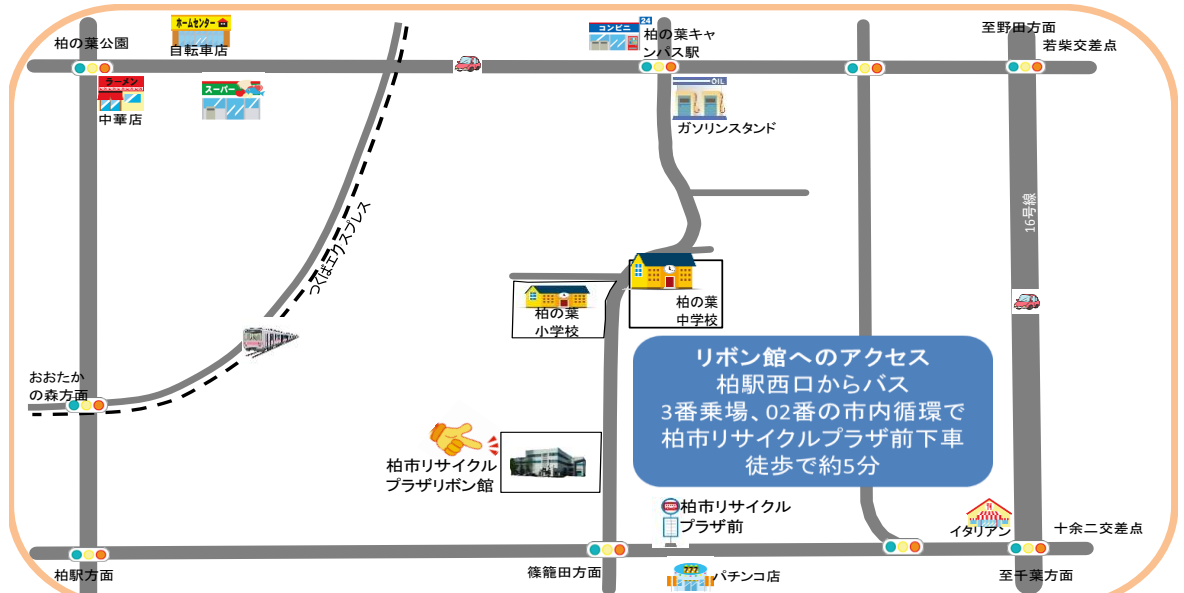 ホームセンター
自転車店
柏の葉公園
ラーメン
中華店
スーパー
24
コンビニ
柏の葉キャ
ンパス駅
OIL
ガソリンスタンド
至野田方面
若柴交差点
16号線
つくばエクスプレス
柏の葉
小学校
柏の葉
中学校
おおたか
の森方面
リボン館へのアクセス
柏駅西口からバス
3番乗場、02番の市内循環で
柏市リサイクルプラザ前下車
徒歩で約5分
柏市リサイクル
プラザリボン館
柏市リサイクル
プラザ前
イタリアン
十余二交差点
柏駅方面
篠籠田方面
777
パチンコ店
至千葉方面